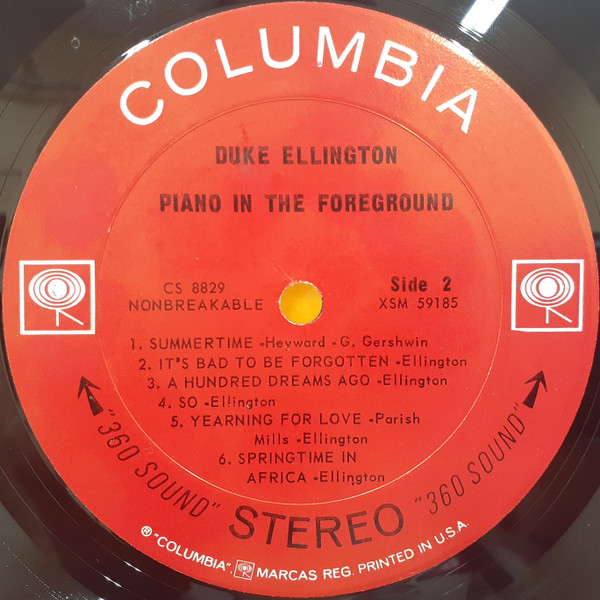 COLUMBIA
DUKE ELLINGTON
PIANO IN THE FOREGROUND
CS 8829 Side 2
NONBREAKABLE XSM 59185
1. SUMMERTIME -Heyward - G. Gershwin
2. IT'S BAD TO BE FORGOTTEN -Ellington
3. A HUNDRED DREAMS AGO -Ellington
4. SO -Ellington
5. YEARNING FOR LOVE -Parish
Mills -Ellington
6. SPRINGTIME IN
AFRICA -Ellington
"360 SOUND" STEREO "360 SOUND"
® "COLUMBIA", MARCAS REG. PRINTED IN U.S.A.